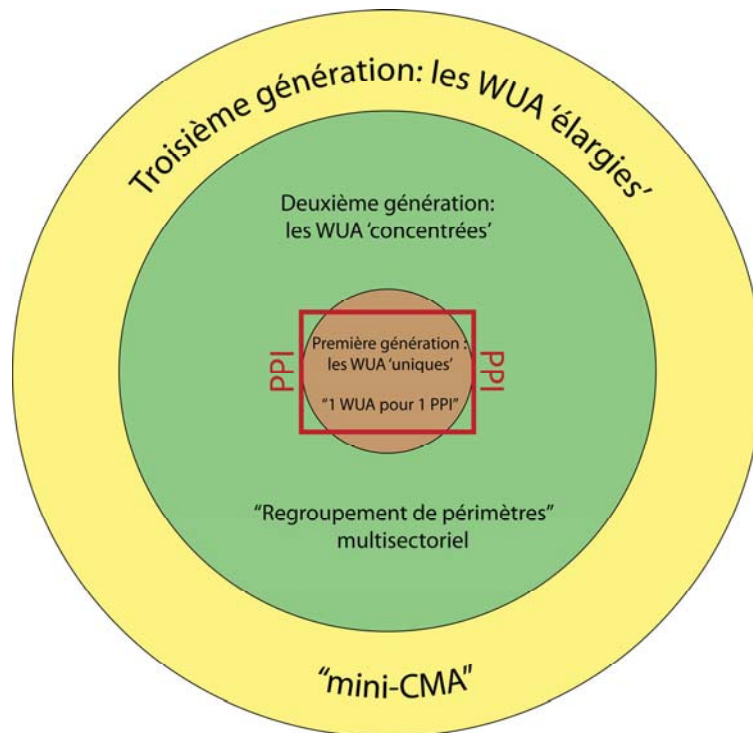 Troisième génération: les WUA ‘élargies’
Deuxième génération:
les WUA ‘concentrées’
Première génération :
les WUA ‘uniques’
“1 WUA pour 1 PPI”
PPI
PPI
“Regroupement de périmètres”
multisectoriel
“mini-CMA”